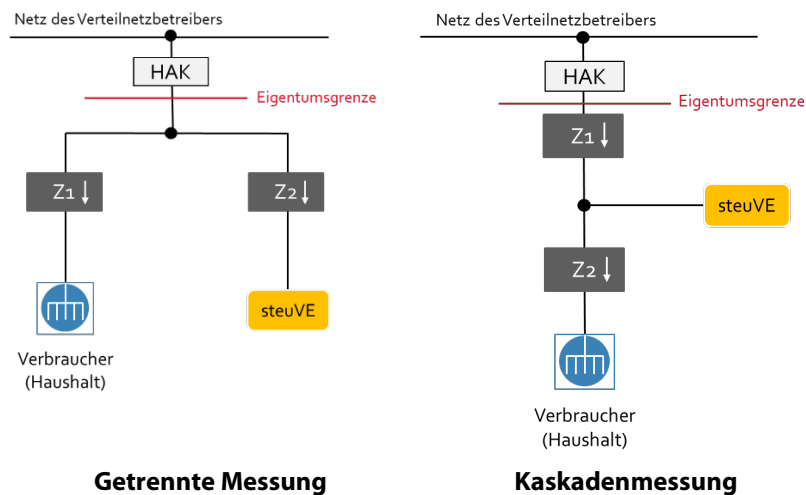 Netz des Verteilnetzbetreibers
HAK
Eigentumsgrenze
Z1
Z2
steuVE
Verbraucher
(Haushalt)
Getrennte Messung
Netz des Verteilnetzbetreibers
HAK
Eigentumsgrenze
Z1
steuVE
Z2
Verbraucher
(Haushalt)
Kaskadenmessung